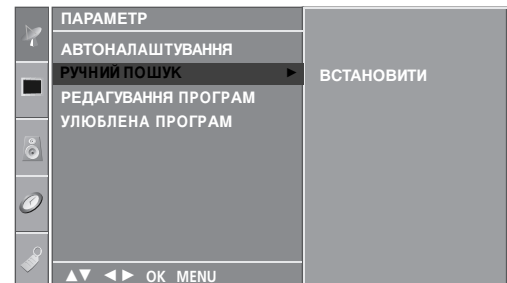 ПАРАМЕТР
АВТОНАЛАШТУВАННЯ
РУЧНИЙ ПОШУК ► ВСТАНОВИТИ
РЕДАГУВАННЯ ПРОГРАМ
УЛЮБЛЕНА ПРОГРАМ
▲▼ ◄► OK MENU